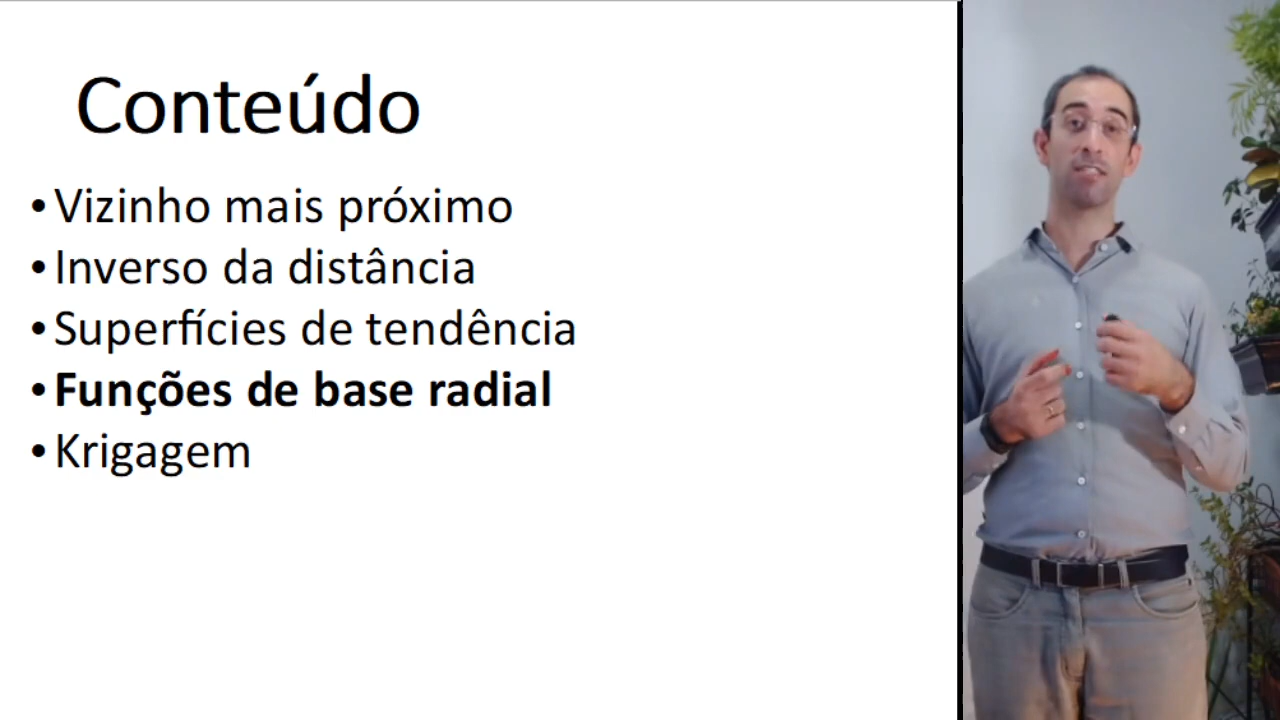 Conteúdo
• Vizinho mais próximo
• Inverso da distância
• Superfícies de tendência
• Funções de base radial
• Krigagem